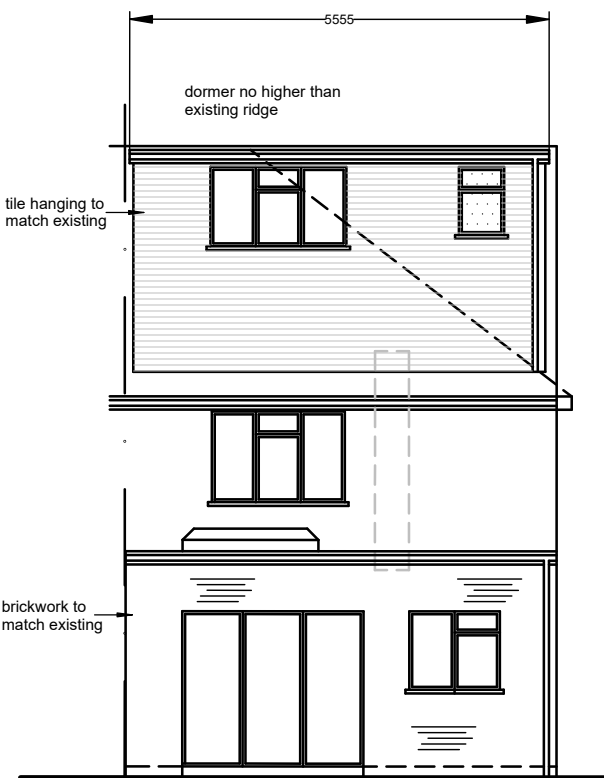 5555
dormer no higher than
existing ridge
tile hanging to
match existing
brickwork to
match existing